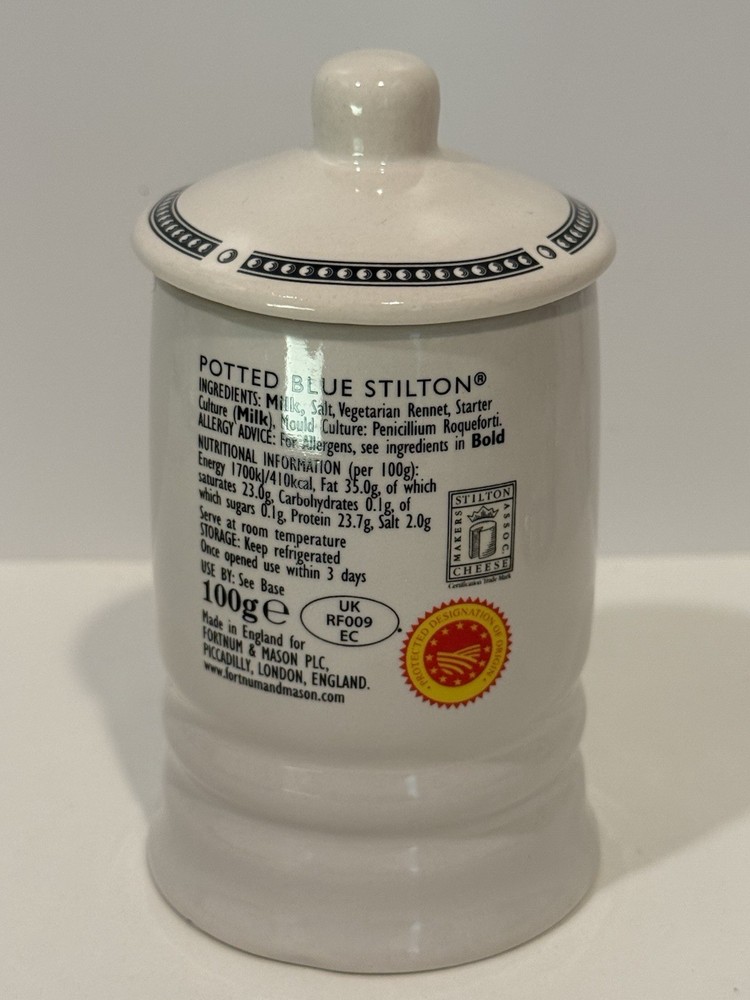 POTTED BLUE STILTON®
INGREDIENTS: Milk, Salt, Vegetarian Rennet, Starter
Culture (Milk), Mould Culture: Penicillium Roqueforti.
ALLERGY ADVICE: For Allergens, see ingredients in Bold
NUTRITIONAL INFORMATION (per 100g):
Energy 1700kJ/410kcal, Fat 35.0g, of which
saturates 23.0g, Carbohydrates 0.1g, of
which sugars 0.1g, Protein 23.7g, Salt 2.0g
Serve at room temperature
STORAGE: Keep refrigerated
Once opened use within 3 days
USE BY: See Base
100g e
UK
RF009
EC
Made in England for
FORTNUM & MASON PLC,
PICCADILLY, LONDON, ENGLAND.
www.fortnumandmason.com
STILTON
MAKERS
ASSOC
CHEESE
Certification Trade Mark
PROTECTED DESIGNATION OF ORIGIN